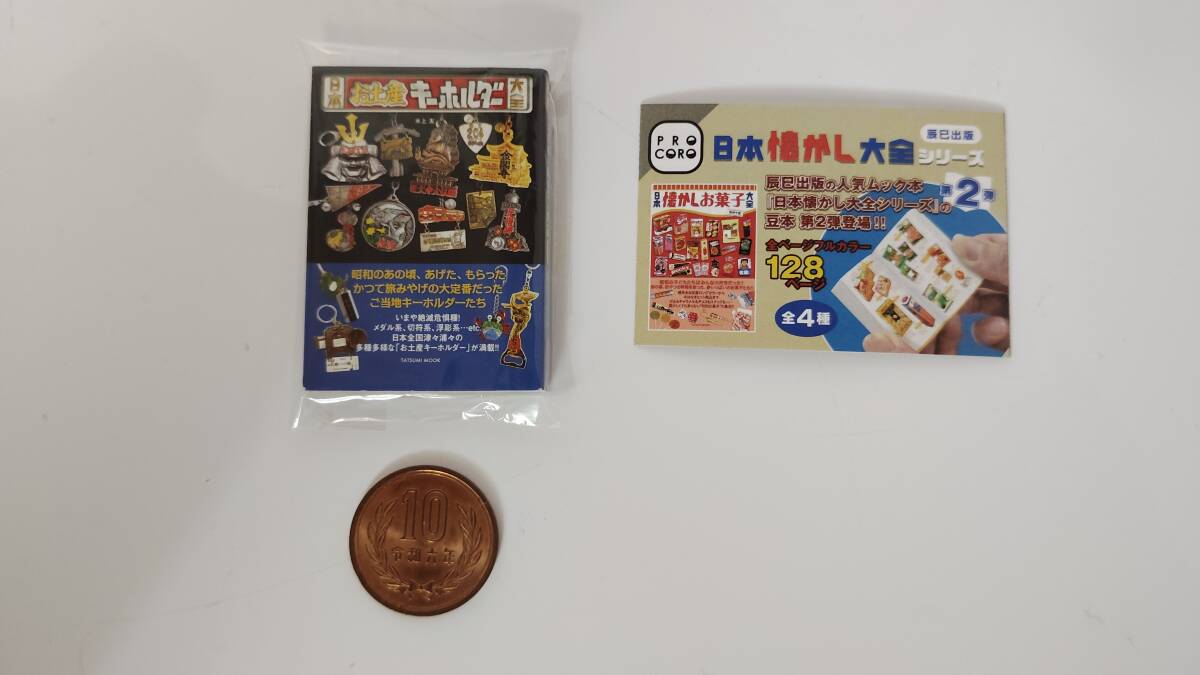 日本 お土産 キーホルダー 大全
昭和のあの頃、あげた、もらった
かつて旅みやげの大定番だった
ご当地キーホルダーたち
いまや絶滅危惧種!
メダル系、切符系、浮彫系…etc.
日本全国津々浦々の
多種多様な「お土産キーホルダー」が満載!!
TATSUMI MOOK
10
令和六年
PRO
CORO
辰巳出版
日本懐かし大全シリーズ
第2弾
辰巳出版の人気ムック本
『日本懐かし大全シリーズ』の
豆本 第2弾登場!!
全ページフルカラー
128
ページ
全4種
日本 懐かしお菓子 大全